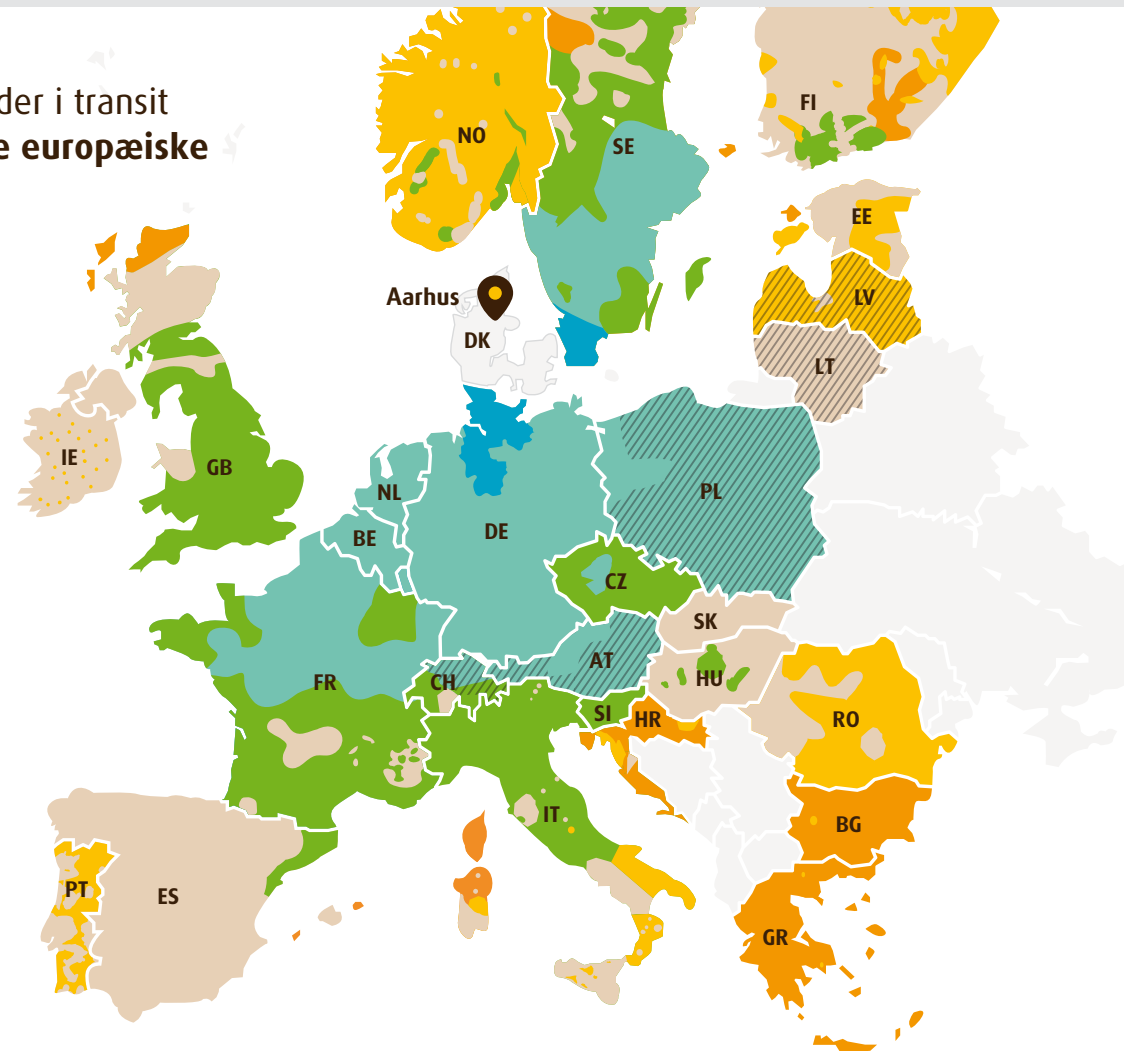 der i transit
e europæiske
NO
SE
FI
EE
LV
LT
Aarhus
DK
IE
GB
NL
BE
DE
PL
CZ
SK
AT
HU
FR
CH
SI
HR
RO
IT
BG
PT
ES
GR